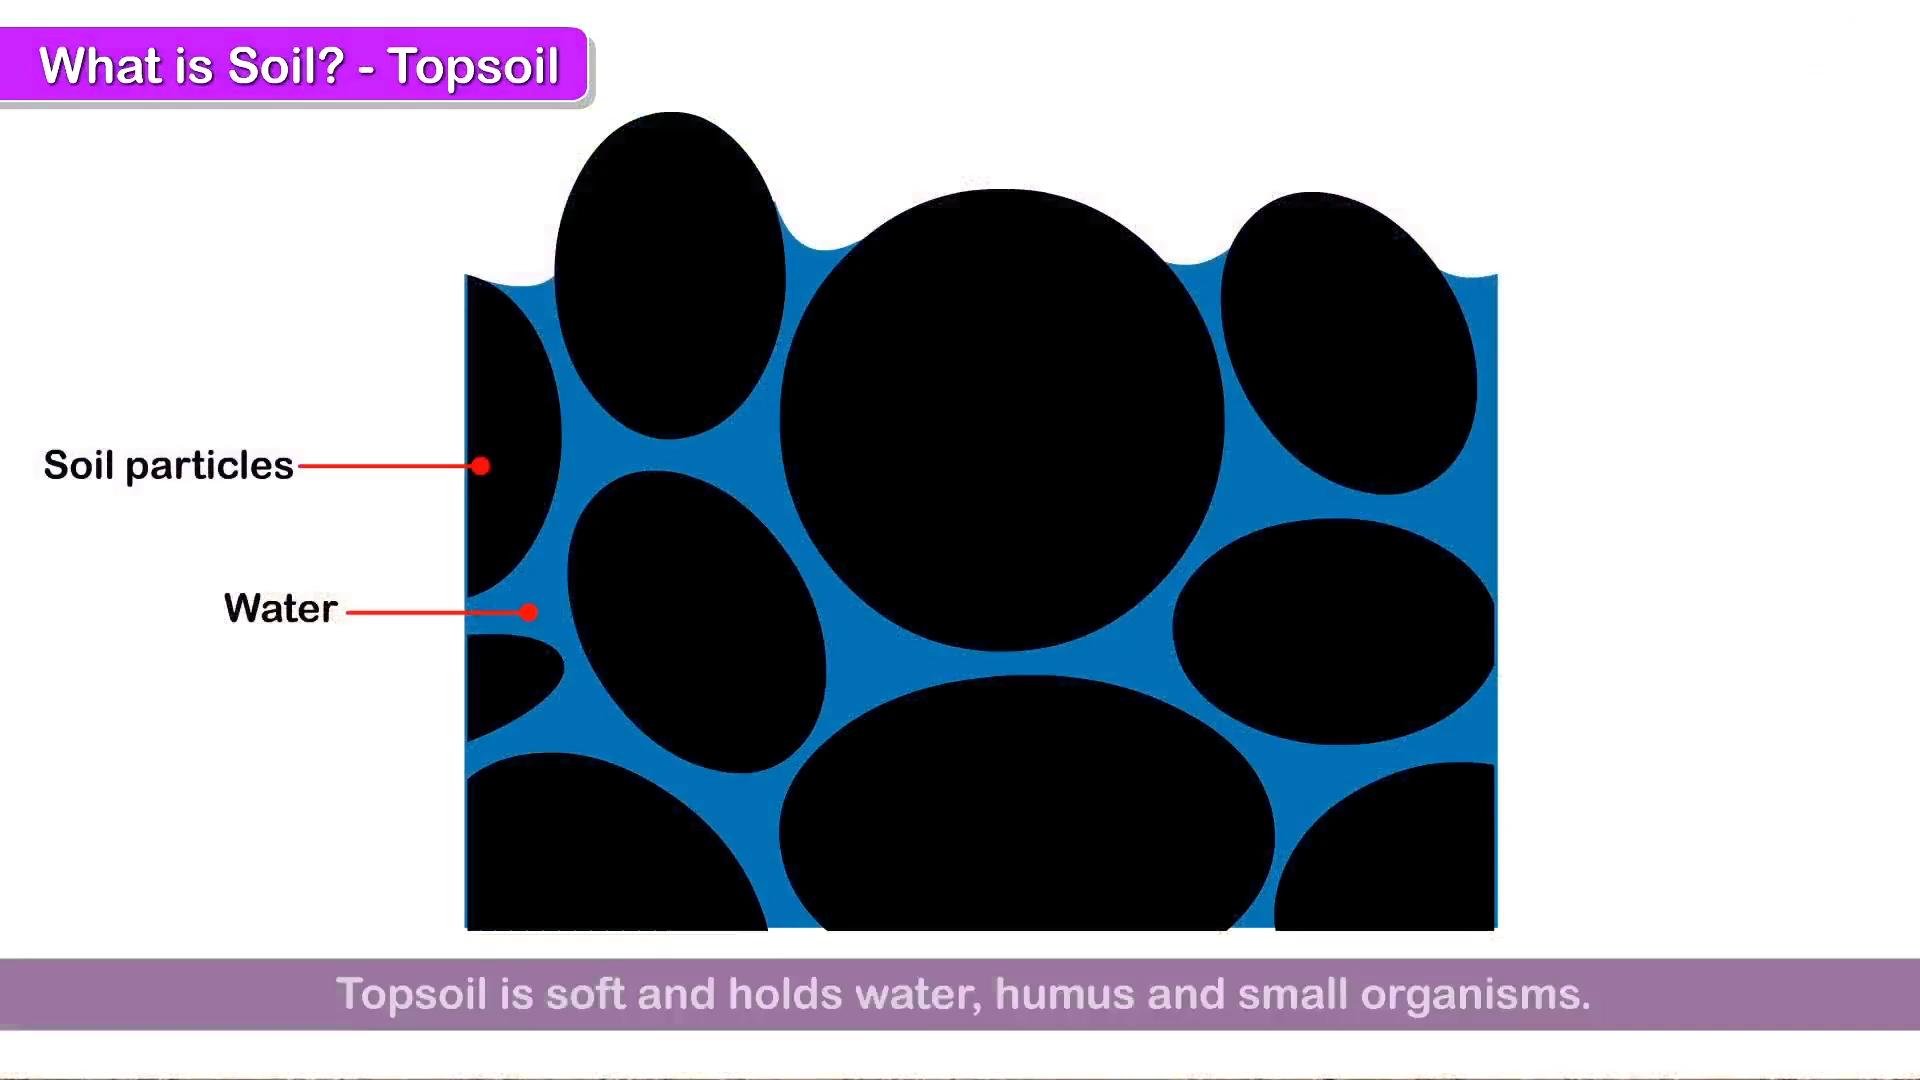 What is Soil? - Topsoil
Soil particles
Water
Topsoil is soft and holds water, humus and small organisms.